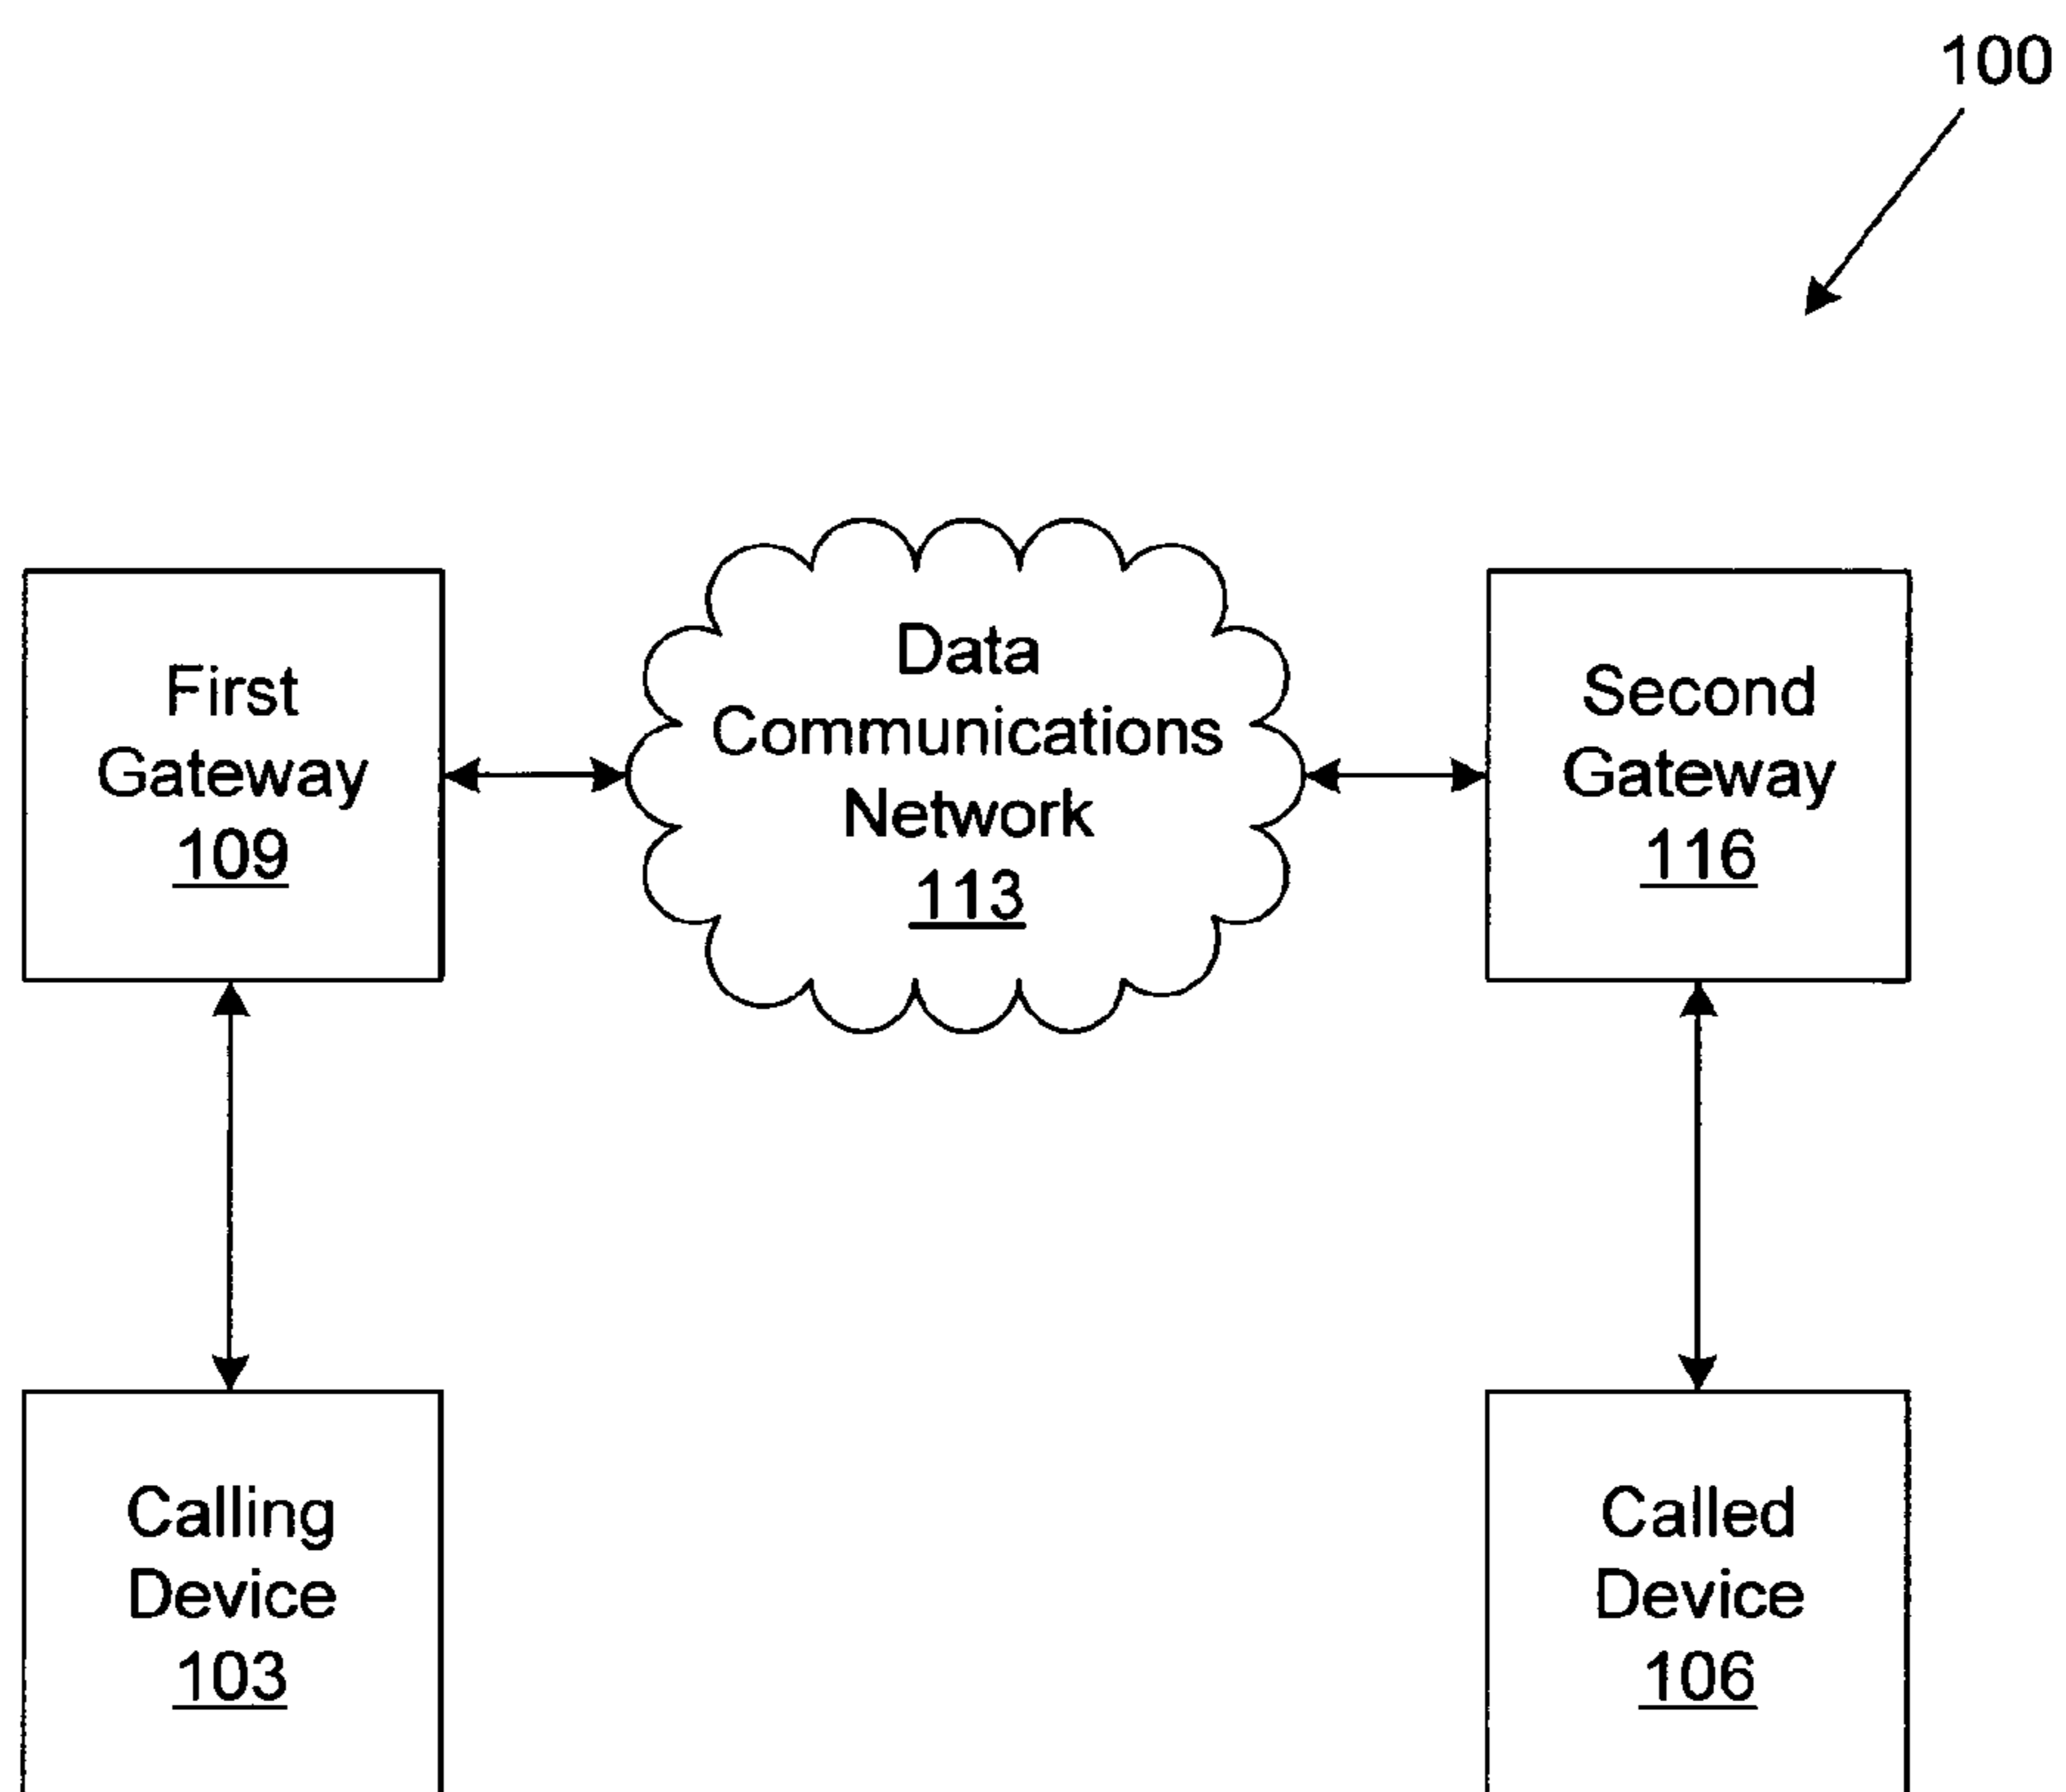 100
First
Gateway
109
Data
Communications
Network
113
Second
Gateway
116
Calling
Device
103
Called
Device
106